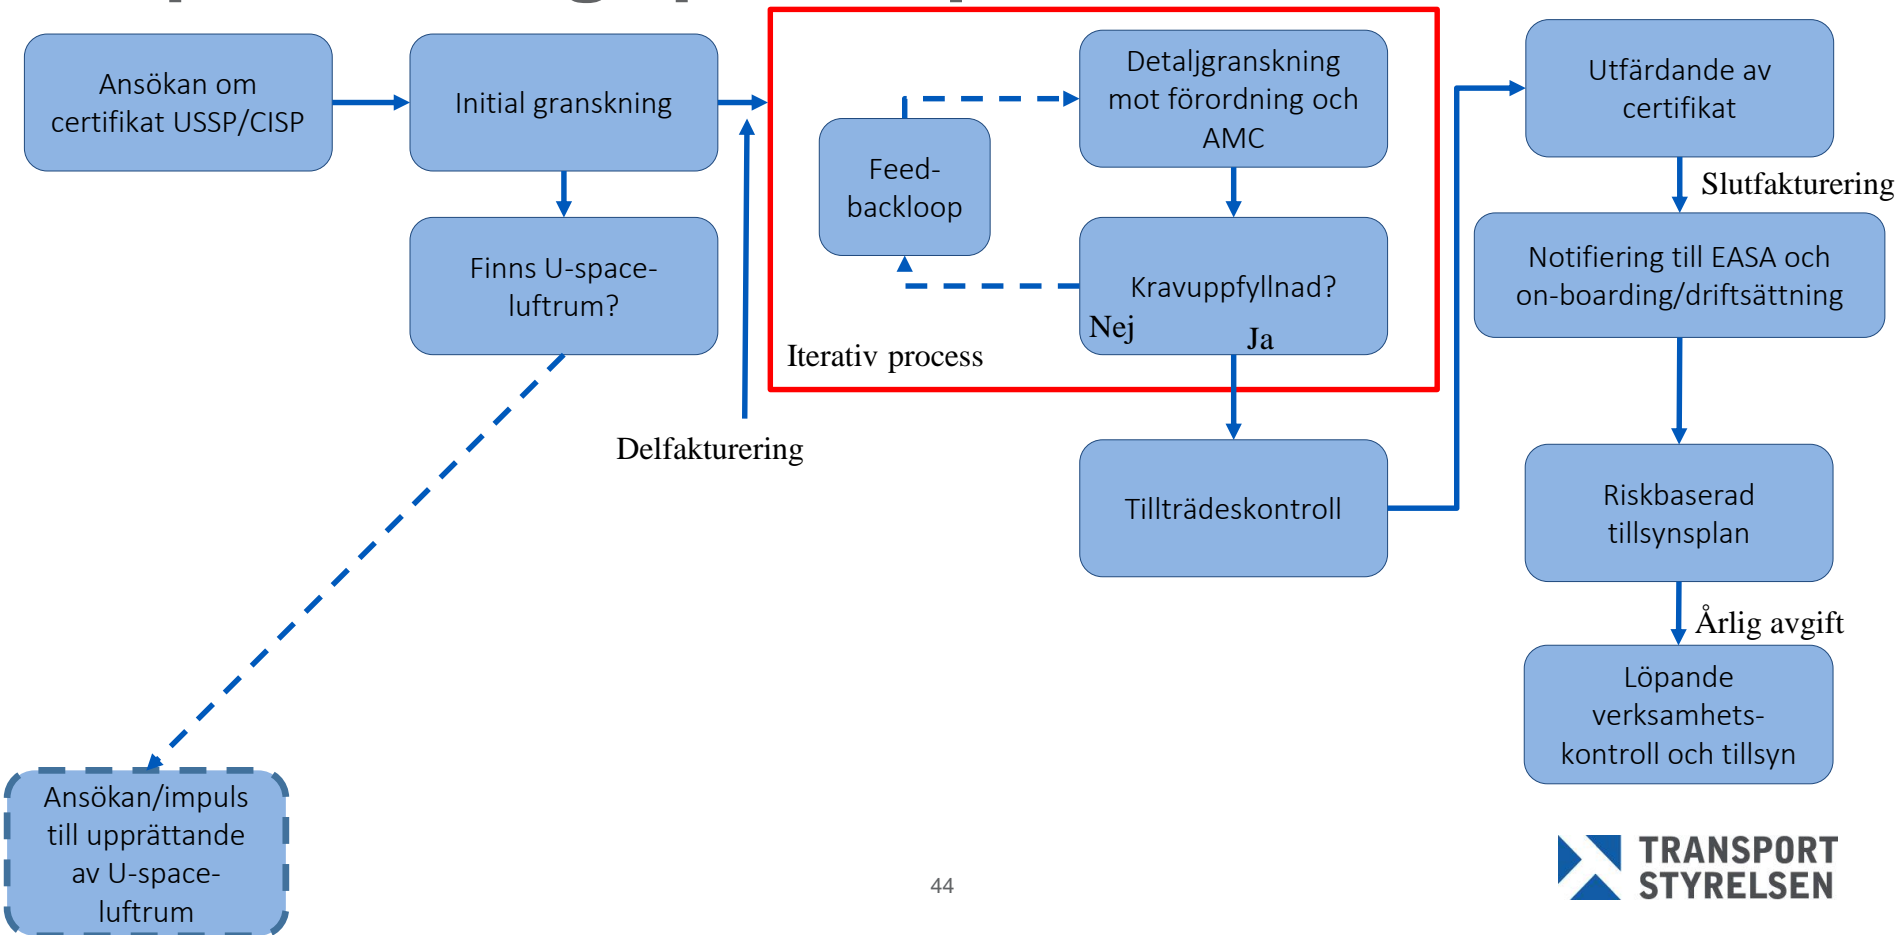 Ansökan om
certifikat USSP/CISP
Initial granskning
Finns U-space-
luftrum?
Ansökan/impuls
till upprättande
av U-space-
luftrum
Delfakturering
Feed-
backloop
Detaljgranskning
mot förordning och
AMC
Kravuppfyllnad?
Nej
Ja
Iterativ process
Tillträdeskontroll
Utfärdande av
certifikat
Slutfakturering
Notifiering till EASA och
on-boarding/driftsättning
Riskbaserad
tillsynsplan
Årlig avgift
Löpande
verksamhets-
kontroll och tillsyn
44
TRANSPORT
STYRELSEN